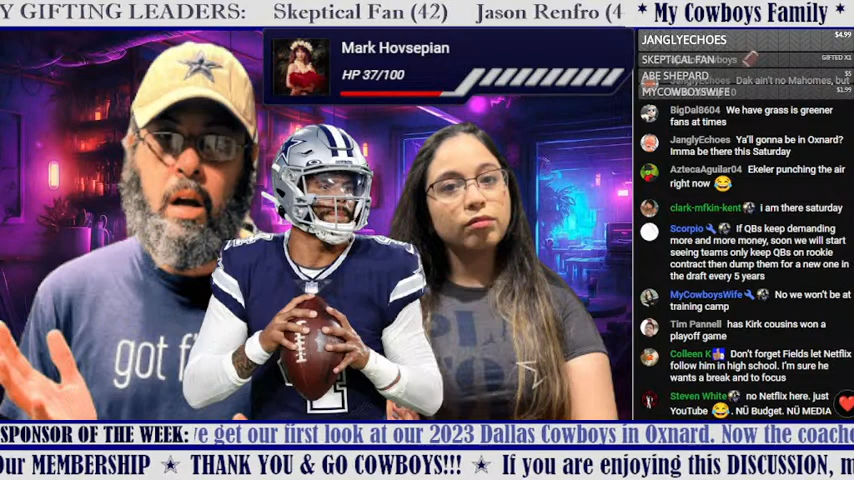 Y GIFTING LEADERS: Skeptical Fan (42) Jason Renfro (4
* My Cowboys Family *
Mark Hovsepian
HP 37/100
JANGLYECHOES $4.99
SKEPTICAL FAN GIFTED X1
ABE SHEPARD $5
Dak ain't no Mahomes, but
MYCOWBOYSWIFE $1.99
BigDal8604 We have grass is greener
fans at times
JanglyEchoes Ya'll gonna be in Oxnard?
Imma be there this Saturday
AztecaAguilar04 Ekeler punching the air
right now
clark-mfkin-kent i am there saturday
Scorpio If QBs keep demanding
more and more money, soon we will start
seeing teams only keep QBs on rookie
contract then dump them for a new one in
the draft every 5 years
MyCowboysWife No we won't be at
training camp
Tim Pannell has Kirk cousins won a
playoff game
Colleen K Don't forget Fields let Netflix
follow him in high school. I'm sure he
wants a break and to focus
Steven White no Netflix here. just
YouTube . NÜ Budget. NÜ MEDIA
got f
SPONSOR OF THE WEEK: 've get our first look at our 2023 Dallas Cowboys in Oxnard. Now the coache
Our MEMBERSHIP ★ THANK YOU & GO COWBOYS!!! ★ If you are enjoying this DISCUSSION, m